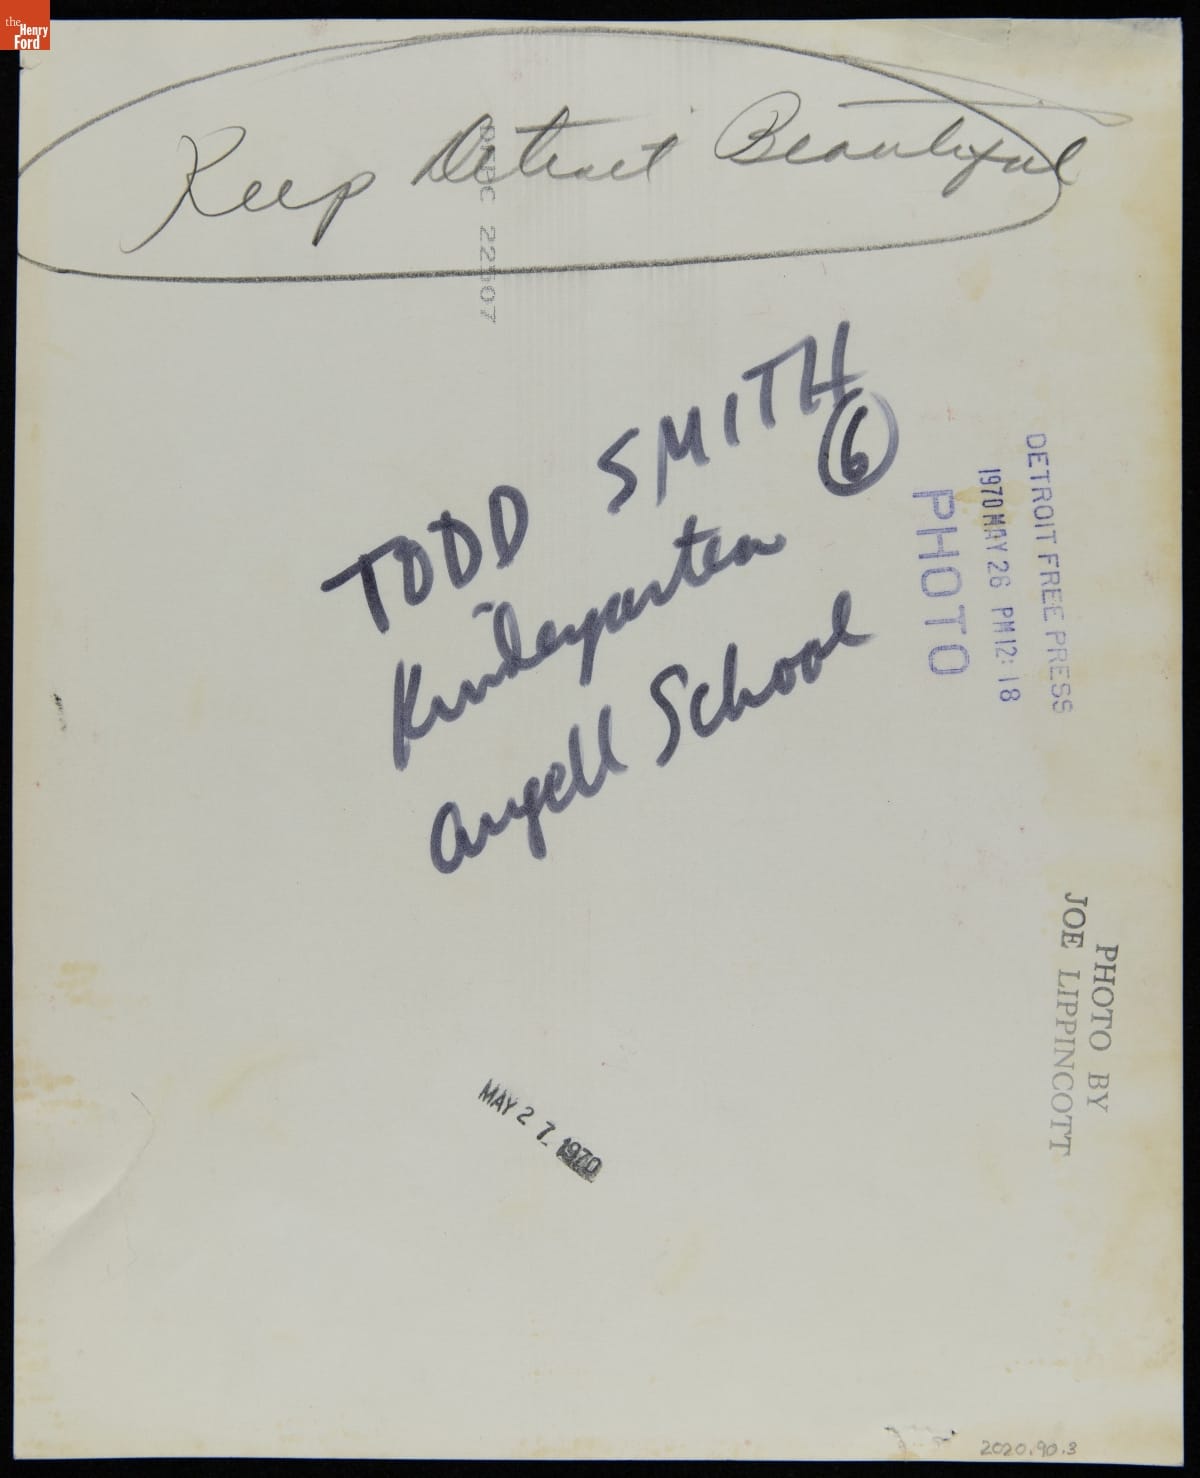 the
Henry
Ford
Keep Detroit Beautiful
22507
TODD SMITH
6
Kindergarten
Angell School
DETROIT FREE PRESS
1970 MAY 26 PM 12:18
PHOTO
PHOTO BY
JOE LIPPINCOTT
MAY 27 1970
2020.90.3